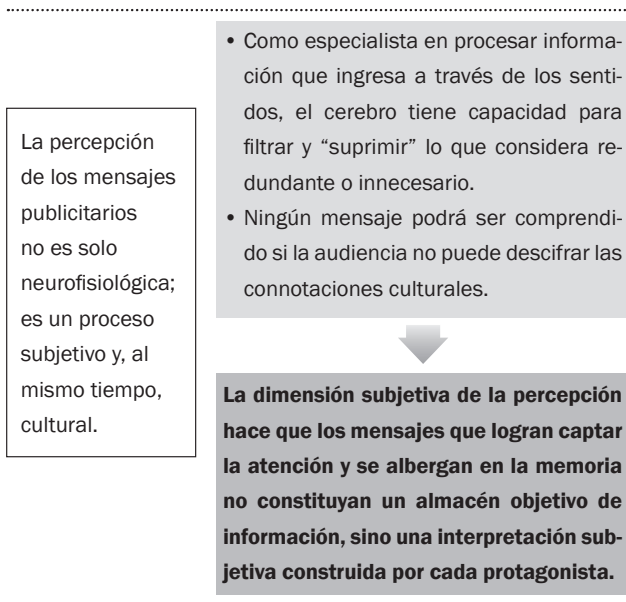 La percepción
de los mensajes
publicitarios
no es solo
neurofisiológica;
es un proceso
subjetivo y, al
mismo tiempo,
cultural.
• Como especialista en procesar informa-
ción que ingresa a través de los senti-
dos, el cerebro tiene capacidad para
filtrar y “suprimir” lo que considera re-
dundante o innecesario.
• Ningún mensaje podrá ser comprendi-
do si la audiencia no puede descifrar las
connotaciones culturales.
La dimensión subjetiva de la percepción
hace que los mensajes que logran captar
la atención y se albergan en la memoria
no constituyan un almacén objetivo de
información, sino una interpretación sub-
jetiva construida por cada protagonista.